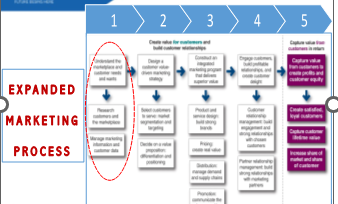 1 2 3 4 5
Create value for customers and
build customer relationships
Capture value from
customers in return
Understand the
marketplace and
customer needs
and wants
Research
customers and
the marketplace
Manage marketing
information and
customer data
Design a
customer value-
driven marketing
strategy
Select customers
to serve: market
segmentation and
targeting
Decide on a value
proposition:
differentiation and
positioning
Construct an
integrated
marketing program
that delivers
superior value
Product and
service design:
build strong
brands
Pricing:
create real value
Distribution:
manage demand
and supply chains
Promotion:
communicate the
Engage customers,
build profitable
relationships, and
create customer
delight
Customer
relationship
management: build
engagement and
strong relationships
with chosen
customers
Partner relationship
management: build
strong relationships
with marketing
partners
Capture value
from customers to
create profits and
customer equity
Create satisfied,
loyal customers
Capture customer
lifetime value
Increase share of
market and share
of customer
EXPANDED
MARKETING
PROCESS